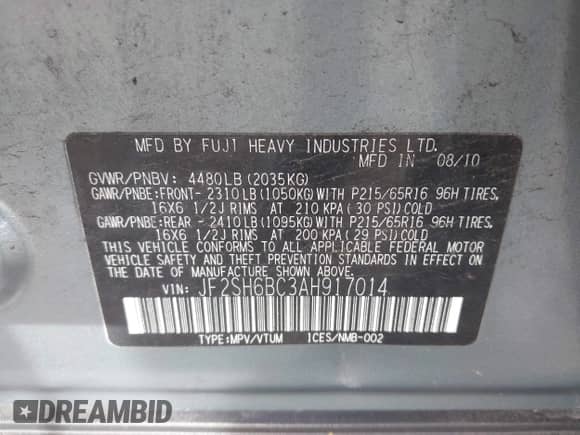 MFD BY FUJI HEAVY INDUSTRIES LTD.
MFD IN 08/10
GVWR/PNBV: 4480LB(2035KG)
GAWR/PNBE:FRONT-2310LB(1050KG)WITH P215/65R16 96H TIRES,
16X6 1/2J RIMS AT 210 KPA(30 PSI)COLD
GAWR/PNBE:REAR -2410LB(1095KG)WITH P215/65R16 96H TIRES,
16X6 1/2J RIMS AT 200 KPA(29 PSI)COLD
THIS VEHICLE CONFORMS TO ALL APPLICABLE FEDERAL MOTOR
VEHICLE SAFETY AND THEFT PREVENTION STANDARDS IN EFFECT
ON THE DATE OF MANUFACTURE SHOWN ABOVE.
VIN: JF2SH6BC3AH917014
TYPE:MPV/VTUM ICES/NMB-002
DREAMBID